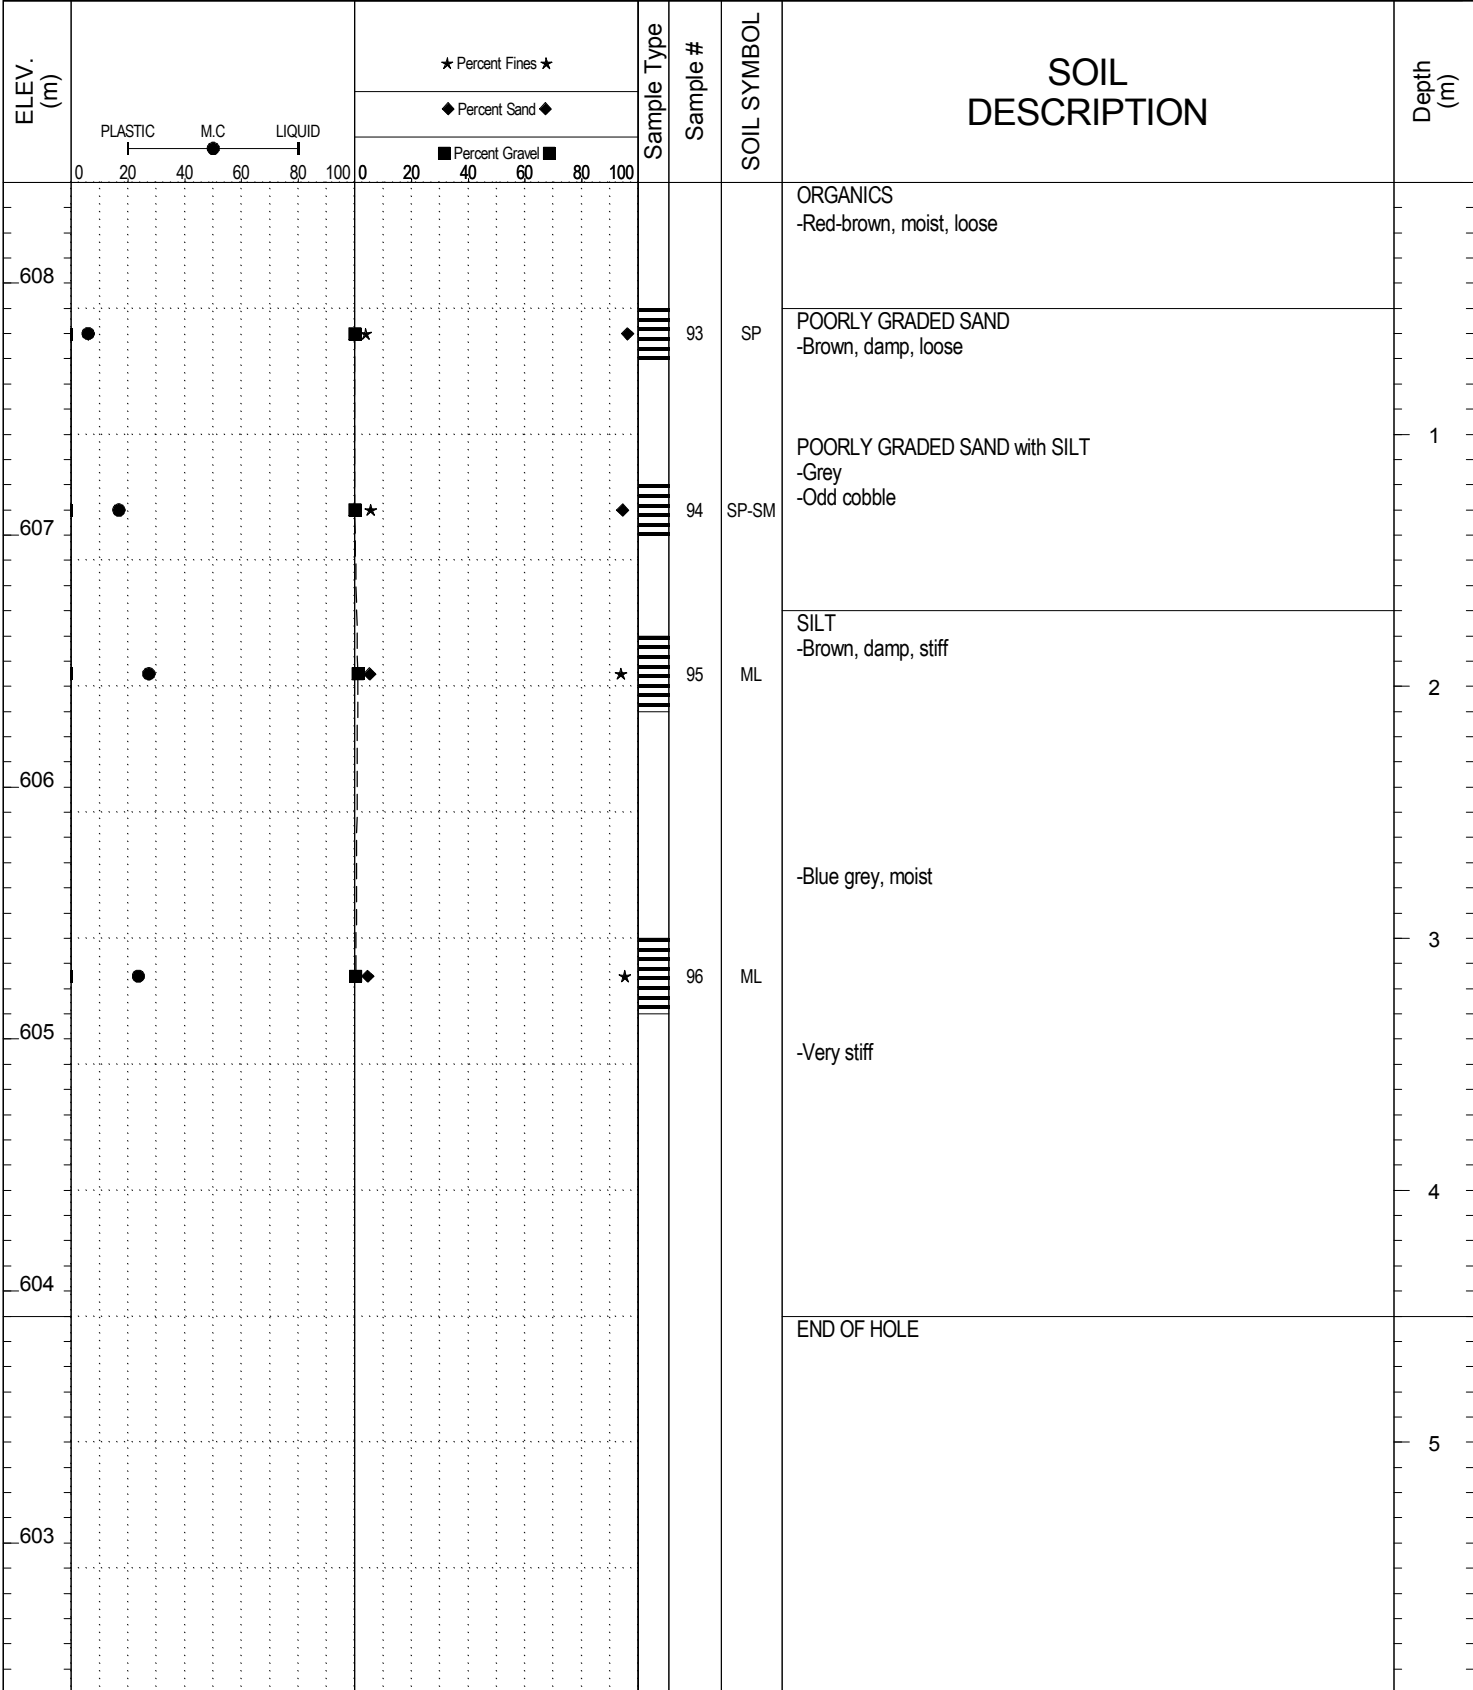 ELEV.
(m)
PLASTIC M.C LIQUID
0 20 40 60 80 100
★ Percent Fines ★
◆ Percent Sand ◆
■ Percent Gravel ■
0 20 40 60 80 100
Sample Type
Sample #
SOIL SYMBOL
SOIL
DESCRIPTION
Depth
(m)
ORGANICS
-Red-brown, moist, loose
608
POORLY GRADED SAND
93 SP
-Brown, damp, loose
1
POORLY GRADED SAND with SILT
-Grey
-Odd cobble
94 SP-SM
607
SILT
-Brown, damp, stiff
95 ML
2
606
-Blue grey, moist
3
96 ML
605
-Very stiff
4
604
END OF HOLE
5
603